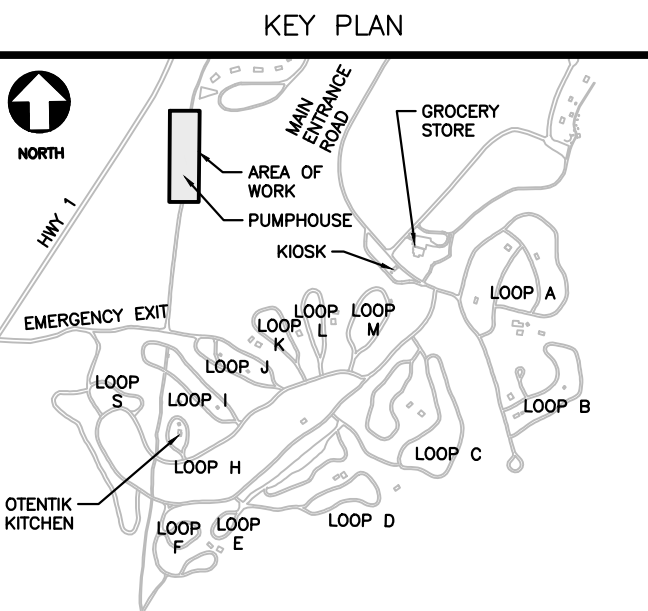 KEY PLAN
NORTH
HWY 1
MAIN
ENTRANCE
ROAD
GROCERY
STORE
AREA OF
WORK
PUMPHOUSE
KIOSK
EMERGENCY EXIT
LOOP A
LOOP
K
LOOP
L
LOOP
M
LOOP J
LOOP
S
LOOP I
LOOP B
LOOP H
LOOP C
OTENTIK
KITCHEN
LOOP
F
LOOP
E
LOOP D